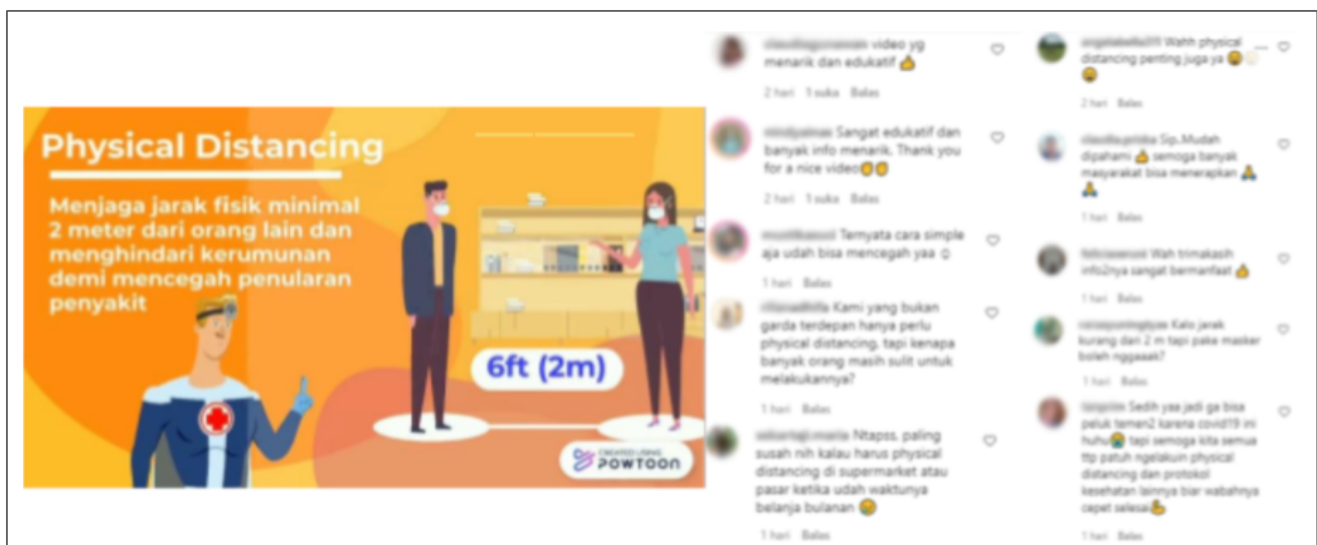 Physical Distancing
Menjaga jarak fisik minimal
2 meter dari orang lain dan
menghindari kerumunan
demi mencegah penularan
penyakit
6ft (2m)
CREATED USING
POWTOON
video yg
menarik dan edukatif 👍
2 hari 1 suka Balas
Sangat edukatif dan
banyak info menarik. Thank you
for a nice video
2 hari 1 suka Balas
Ternyata cara simple
aja udah bisa mencegah yaa
1 hari Balas
Kami yang bukan
garda terdepan hanya perlu
physical distancing, tapi kenapa
banyak orang masih sulit untuk
melakukannya?
1 hari Balas
Ntapss, paling
susah nih kalau harus physical
distancing di supermarket atau
pasar ketika udah waktunya
belanja bulanan
1 hari Balas
Wahh physical
distancing penting juga ya
2 hari Balas
Sip..Mudah
dipahami 👍 semoga banyak
masyarakat bisa menerapkan 🙏
🙏
1 hari Balas
Wah trimakasih
info2nya sangat bermanfaat 👍
1 hari Balas
Kalo jarak
kurang dari 2 m tapi pake masker
boleh nggaaak?
1 hari Balas
Sedih yaa jadi ga bisa
peluk temen2 karena covid19 ini
huhu😭 tapi semoga kita semua
ttp patuh ngelakuin physical
distancing dan protokol
kesehatan lainnya biar wabahnya
cepet selesai💪
1 hari Balas